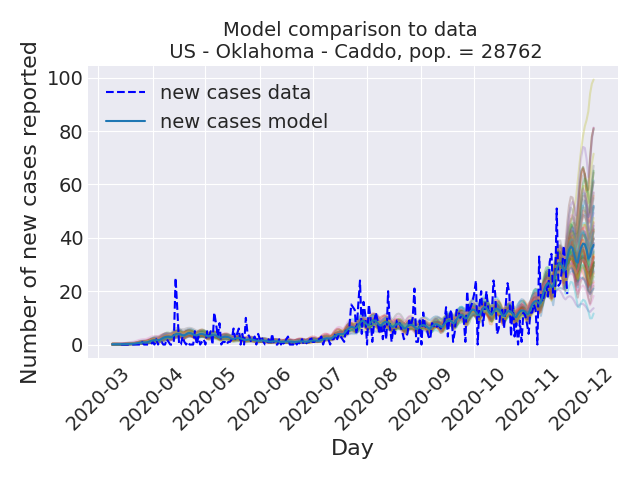 Model comparison to data
US - Oklahoma - Caddo, pop. = 28762
Number of new cases reported
100
80
60
40
20
0
new cases data
new cases model
2020-03
2020-04
2020-05
2020-06
2020-07
2020-08
2020-09
2020-10
2020-11
2020-12
Day